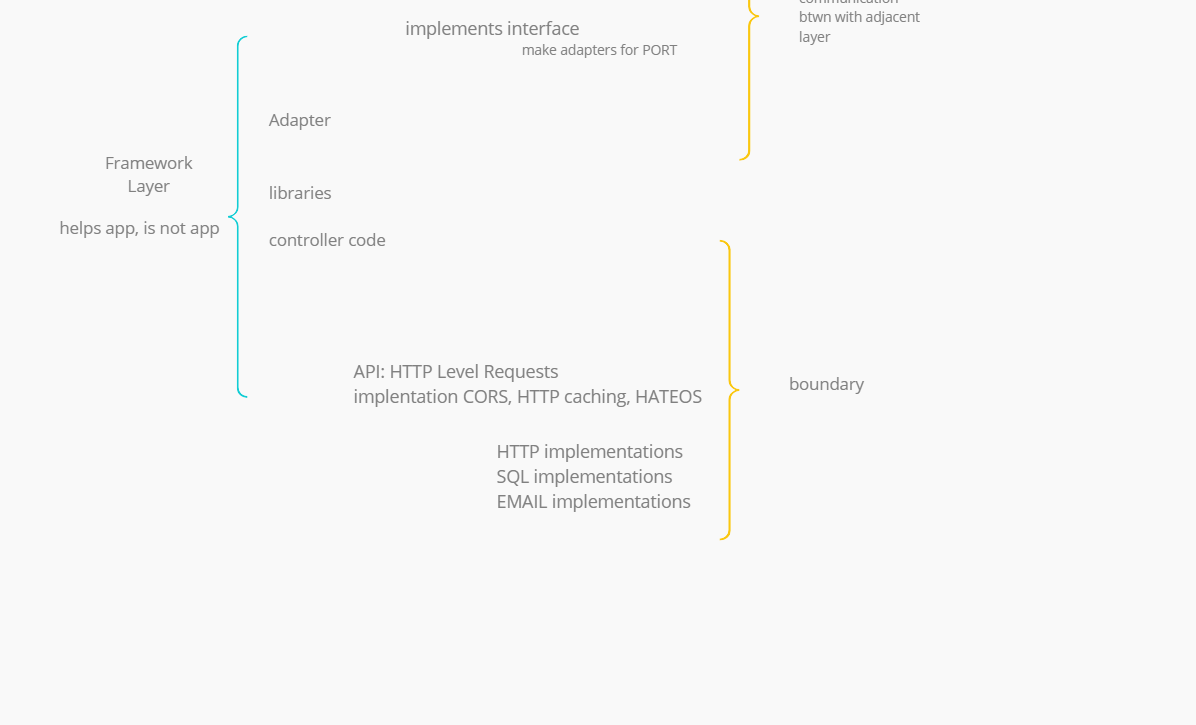 communication
btwn with adjacent
layer
implements interface
make adapters for PORT
Adapter
Framework
Layer
helps app, is not app
libraries
controller code
API: HTTP Level Requests
implentation CORS, HTTP caching, HATEOS
boundary
HTTP implementations
SQL implementations
EMAIL implementations